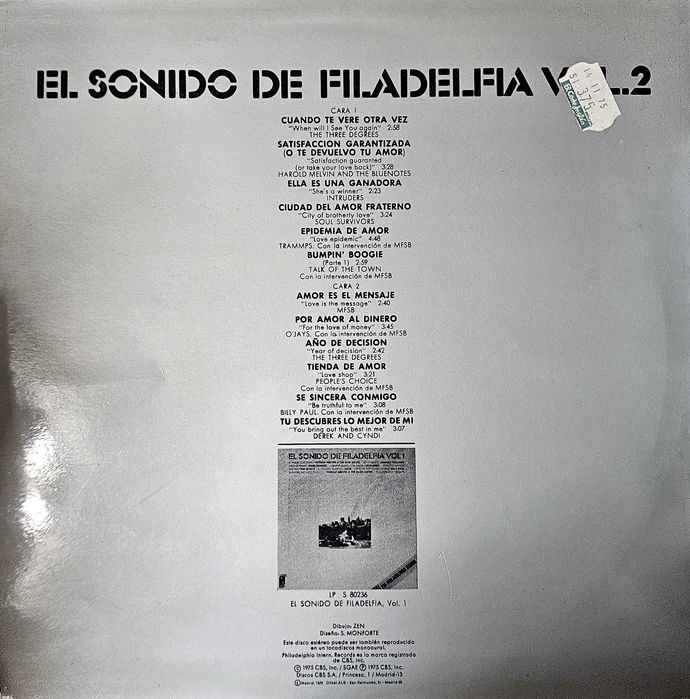 EL SONIDO DE FILADELFIA V L.2
14 11 75
51 375
El Corte Inglés
CARA 1
CUANDO TE VERE OTRA VEZ
"When will I See You again" 2:58
THE THREE DEGREES
SATISFACCION GARANTIZADA
(O TE DEVUELVO TU AMOR)
"Satisfaction guaranted
(or take your love back)" 3:28
HAROLD MELVIN AND THE BLUENOTES
ELLA ES UNA GANADORA
"She's a winner" 2:23
INTRUDERS
CIUDAD DEL AMOR FRATERNO
"City of brotherly love" 3:24
SOUL SURVIVORS
EPIDEMIA DE AMOR
"Love epidemic" 4:48
TRAMMPS. Con la intervención de MFSB
BUMPIN' BOOGIE
(Parte 1) 2:59
TALK OF THE TOWN
Con la intervención de MFSB
CARA 2
AMOR ES EL MENSAJE
"Love is the message" 2:40
MFSB
POR AMOR AL DINERO
"For the love of money" 3:45
O'JAYS. Con la intervención de MFSB
AÑO DE DECISION
"Year of decision" 2:42
THE THREE DEGREES
TIENDA DE AMOR
"Love shop" 3:21
PEOPLE'S CHOICE
Con la intervención de MFSB
SE SINCERA CONMIGO
"Be truthful to me" 3:08
BILLY PAUL. Con la intervención de MFSB
TU DESCUBRES LO MEJOR DE MI
"You bring out the best in me" 3:07
DEREK AND CYNDI
EL SONIDO DE FILADELFIA VOL 1
LP S 80236
EL SONIDO DE FILADELFIA, Vol. 1
Dibujo: ZEN
Diseño: S. MONFORTE
Este disco estéreo puede ser también reproducido
en un tocadiscos monoaural.
Philadelphia Intern. Records es la marca registrada
de CBS, Inc.
© 1975 CBS, Inc. / SGAE Ⓟ 1975 CBS, Inc.
Discos CBS S.A. / Princesa, 1 / Madrid-13